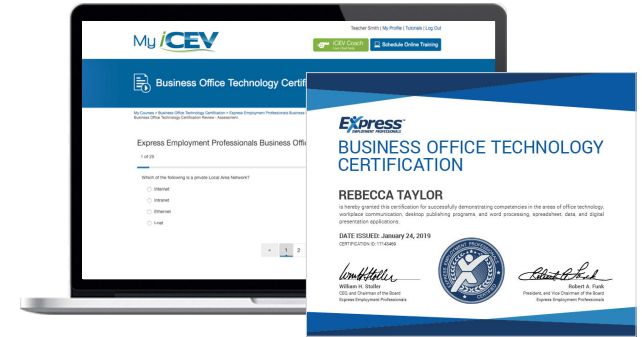 Teacher Smith | My Profile | Tutorials | Log Out
My iCEV
iCEV Coach
Schedule Online Training
Business Office Technology Certif
My Courses > Business Office Technology Certification > Express Employment Professionals Business
Business Office Technology Certification Review - Assessment
Express Employment Professionals Business Offi
1 of 25
Which of the following is a private Local Area Network?
Internet
Intranet
Ethernet
I-net
« 1 2
Express
EMPLOYMENT PROFESSIONALS
BUSINESS OFFICE TECHNOLOGY
CERTIFICATION
REBECCA TAYLOR
is hereby granted this certification for successfully demonstrating competencies in the areas of office technology,
workplace communication, desktop publishing programs, and word processing, spreadsheet, data, and digital
presentation applications.
DATE ISSUED: January 24, 2019
CERTIFICATION ID: 17143469
EXPRESS EMPLOYMENT PROFESSIONALS
CERTIFIED
William H. Stoller
CEO, and Chairman of the Board
Express Employment Professionals
Robert A. Funk
President, and Vice Chairman of the Board
Express Employment Professionals